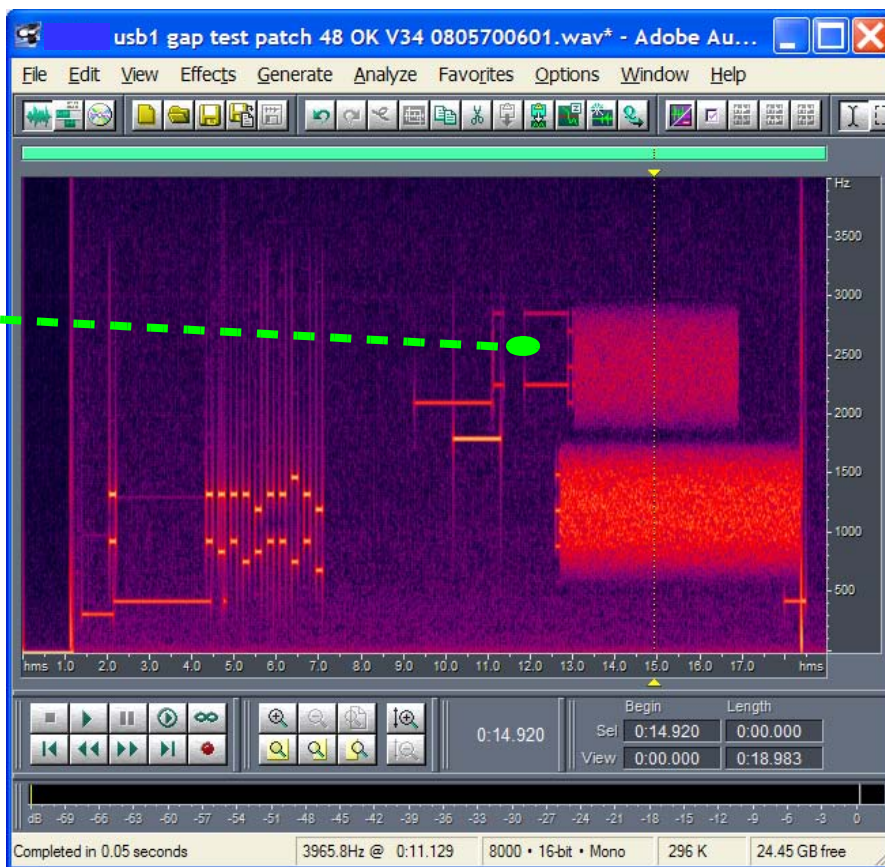 usb1 gap test patch 48 OK V34 0805700601.wav* - Adobe Au...
File Edit View Effects Generate Analyze Favorites Options Window Help
Hz
3500
3000
2500
2000
1500
1000
500
hms 1.0 2.0 3.0 4.0 5.0 6.0 7.0 8.0 9.0 10.0 11.0 12.0 13.0 14.0 15.0 16.0 17.0 hms
Begin Length
0:14.920 Sel 0:14.920 0:00.000
View 0:00.000 0:18.983
dB -69 -66 -63 -60 -57 -54 -51 -48 -45 -42 -39 -36 -33 -30 -27 -24 -21 -18 -15 -12 -9 -6 -3 0
Completed in 0.05 seconds 3965.8Hz @ 0:11.129 8000 • 16-bit • Mono 296 K 24.45 GB free